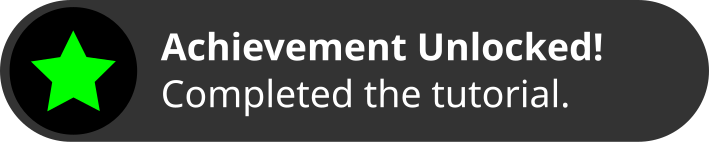 Achievement Unlocked!
Completed the tutorial.